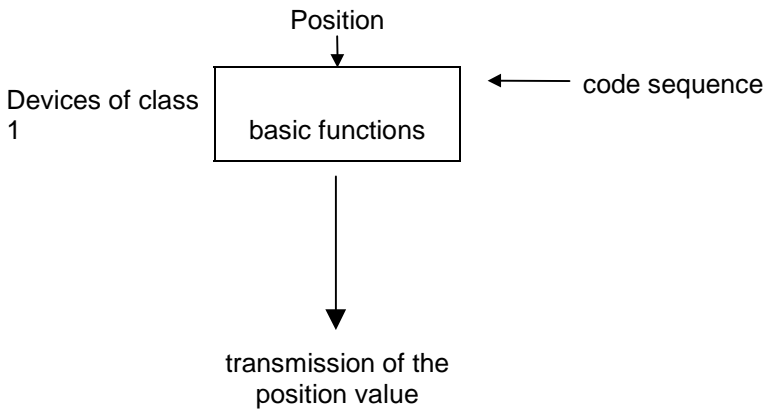 Position
code sequence
Devices of class
1
basic functions
transmission of the
position value